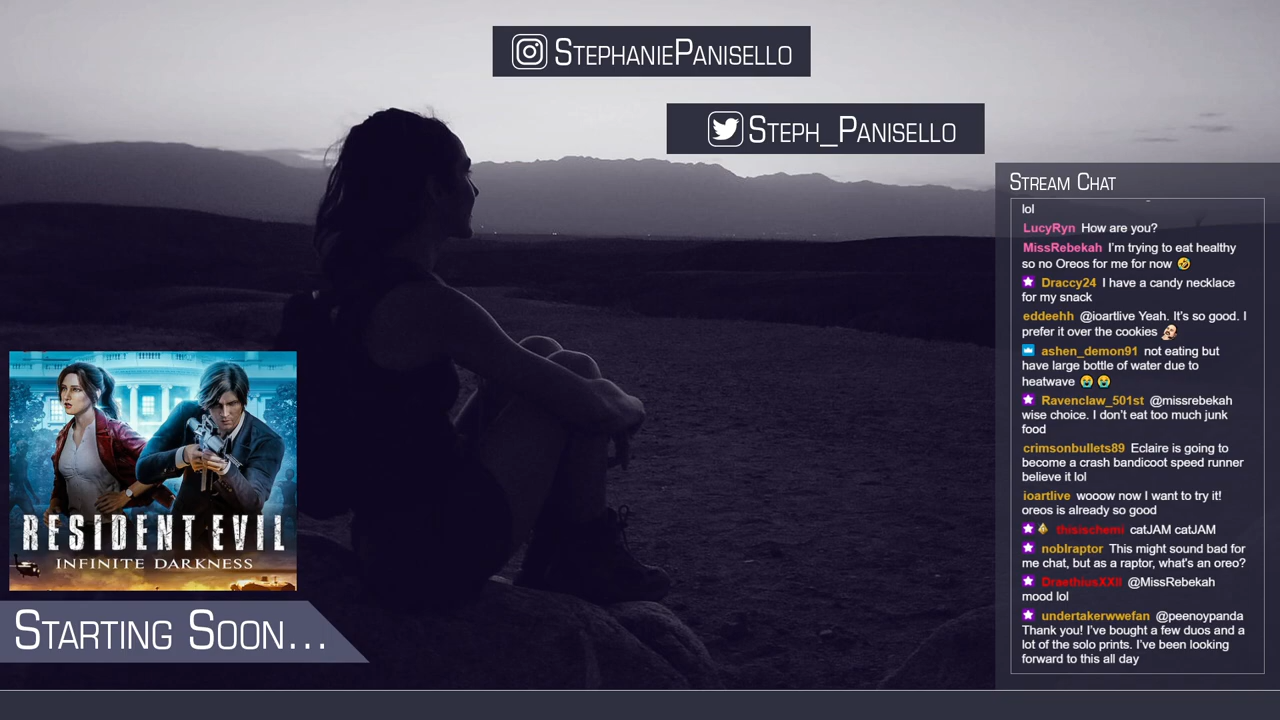 StephaniePanisello
Steph_Panisello
Stream Chat
lol
LucyRyn How are you?
MissRebekah I'm trying to eat healthy
so no Oreos for me for now 🤣
Draccy24 I have a candy necklace
for my snack
eddeehh @ioartlive Yeah. It's so good. I
prefer it over the cookies
ashen_demon91 not eating but
have large bottle of water due to
heatwave 😭 😭
Ravenclaw_501st @missrebekah
wise choice. I don't eat too much junk
food
crimsonbullets89 Eclaire is going to
become a crash bandicoot speed runner
believe it lol
ioartlive wooow now I want to try it!
oreos is already so good
thisischemi catJAM catJAM
noblraptor This might sound bad for
me chat, but as a raptor, what's an oreo?
DraethiusXXII @MissRebekah
mood lol
undertakerwwefan @peenoypanda
Thank you! I've bought a few duos and a
lot of the solo prints. I've been looking
forward to this all day
RESIDENT EVIL
INFINITE DARKNESS
Starting Soon...